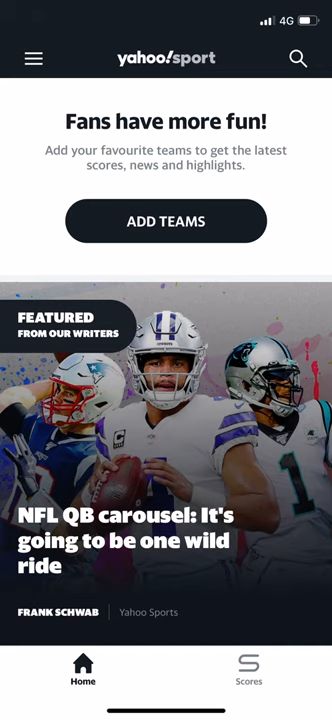 4G
yahoo!sport
Fans have more fun!
Add your favourite teams to get the latest
scores, news and highlights.
ADD TEAMS
FEATURED
FROM OUR WRITERS
C
1
NFL QB carousel: It's
going to be one wild
ride
FRANK SCHWAB | Yahoo Sports
Home
Scores